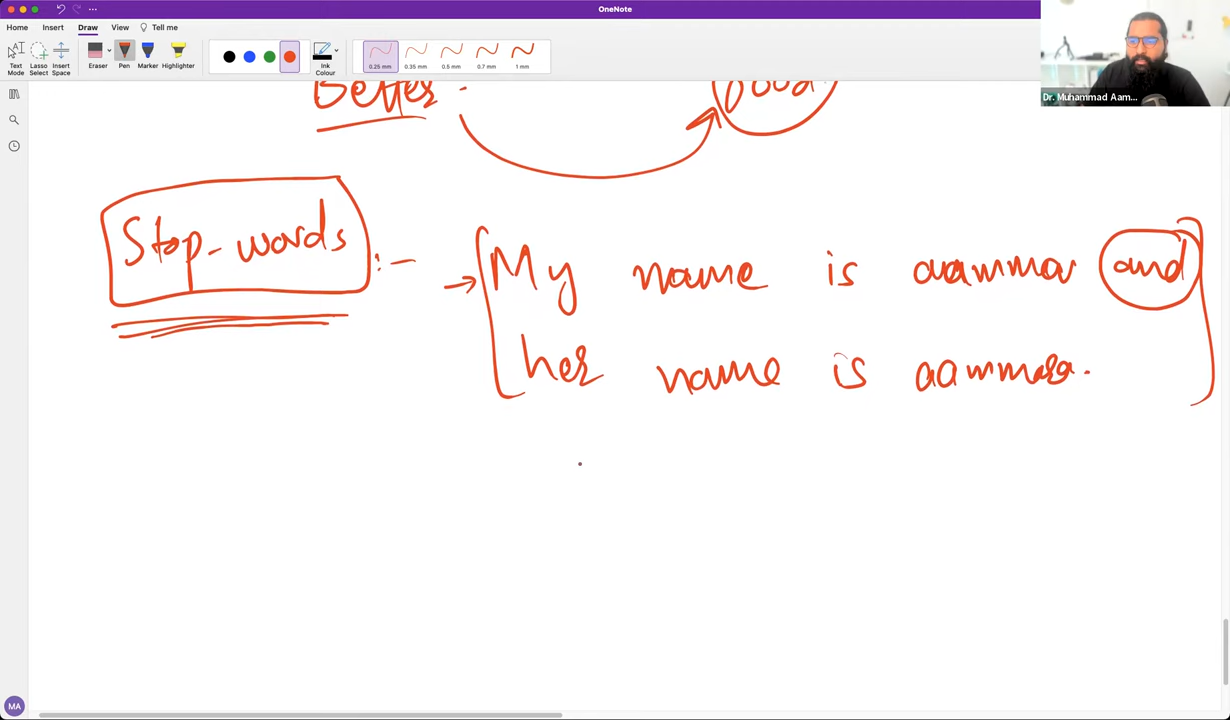 OneNote
Home Insert Draw View Tell me
Text Mode Lasso Select Insert Space Eraser Pen Marker Highlighter Ink Colour 0.25 mm 0.35 mm 0.5 mm 0.7 mm 1 mm
Dr. Muhammad Aam...
Better :- Good
Stop-words :- → My name is aammar and
her name is aammara.
MA